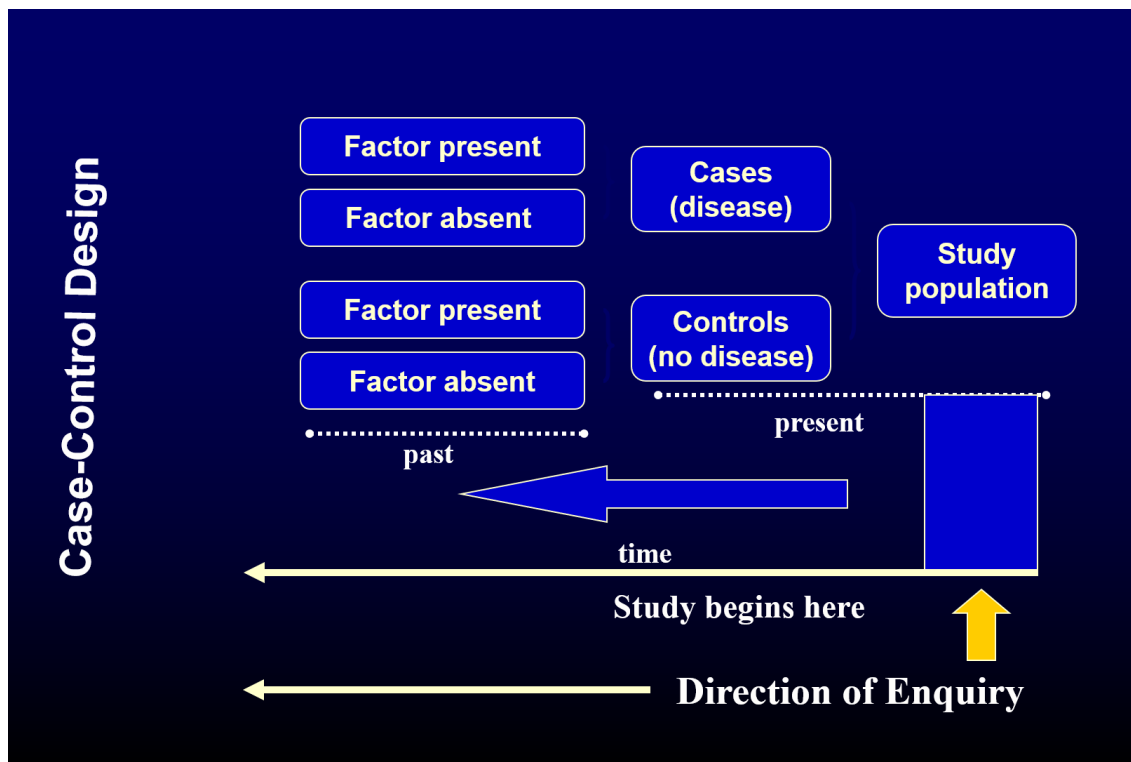 Case-Control Design
Factor present
Factor absent
Factor present
Factor absent
Cases
(disease)
Controls
(no disease)
Study
population
present
past
time
Study begins here
Direction of Enquiry